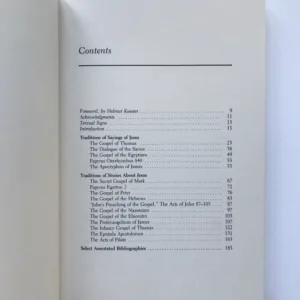 Contents
Foreword, by Helmut Koester 9
Acknowledgments 11
Textual Signs 13
Introduction 15
Traditions of Sayings of Jesus
The Gospel of Thomas 23
The Dialogue of the Savior
The Gospel of the Egyptians
Papyrus Oxyrhynchus 840
The Apocryphon of James 55
Traditions of Stories About Jesus
The Secret Gospel of Mark 67
Papyrus Egerton 2 72
The Gospel of Peter 76
The Gospel of the Hebrews 83
"John's Preaching of the Gospel," The Acts of John 87–105 87
The Gospel of the Nazoreans 97
The Gospel of the Ebionites 103
The Protevangelium of James 107
The Infancy Gospel of Thomas 122
The Epistula Apostolorum 131
The Acts of Pilate 163
Select Annotated Bibliographies 185